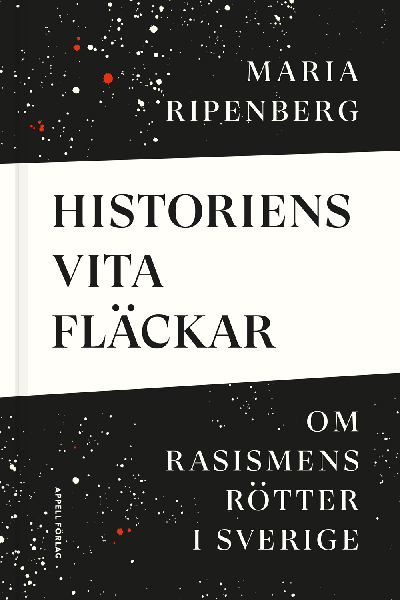 MARIA
RIPENBERG
HISTORIENS
VITA
FLÄCKAR
OM
RASISMENS
RÖTTER
I SVERIGE
APPELL FÖRLAG